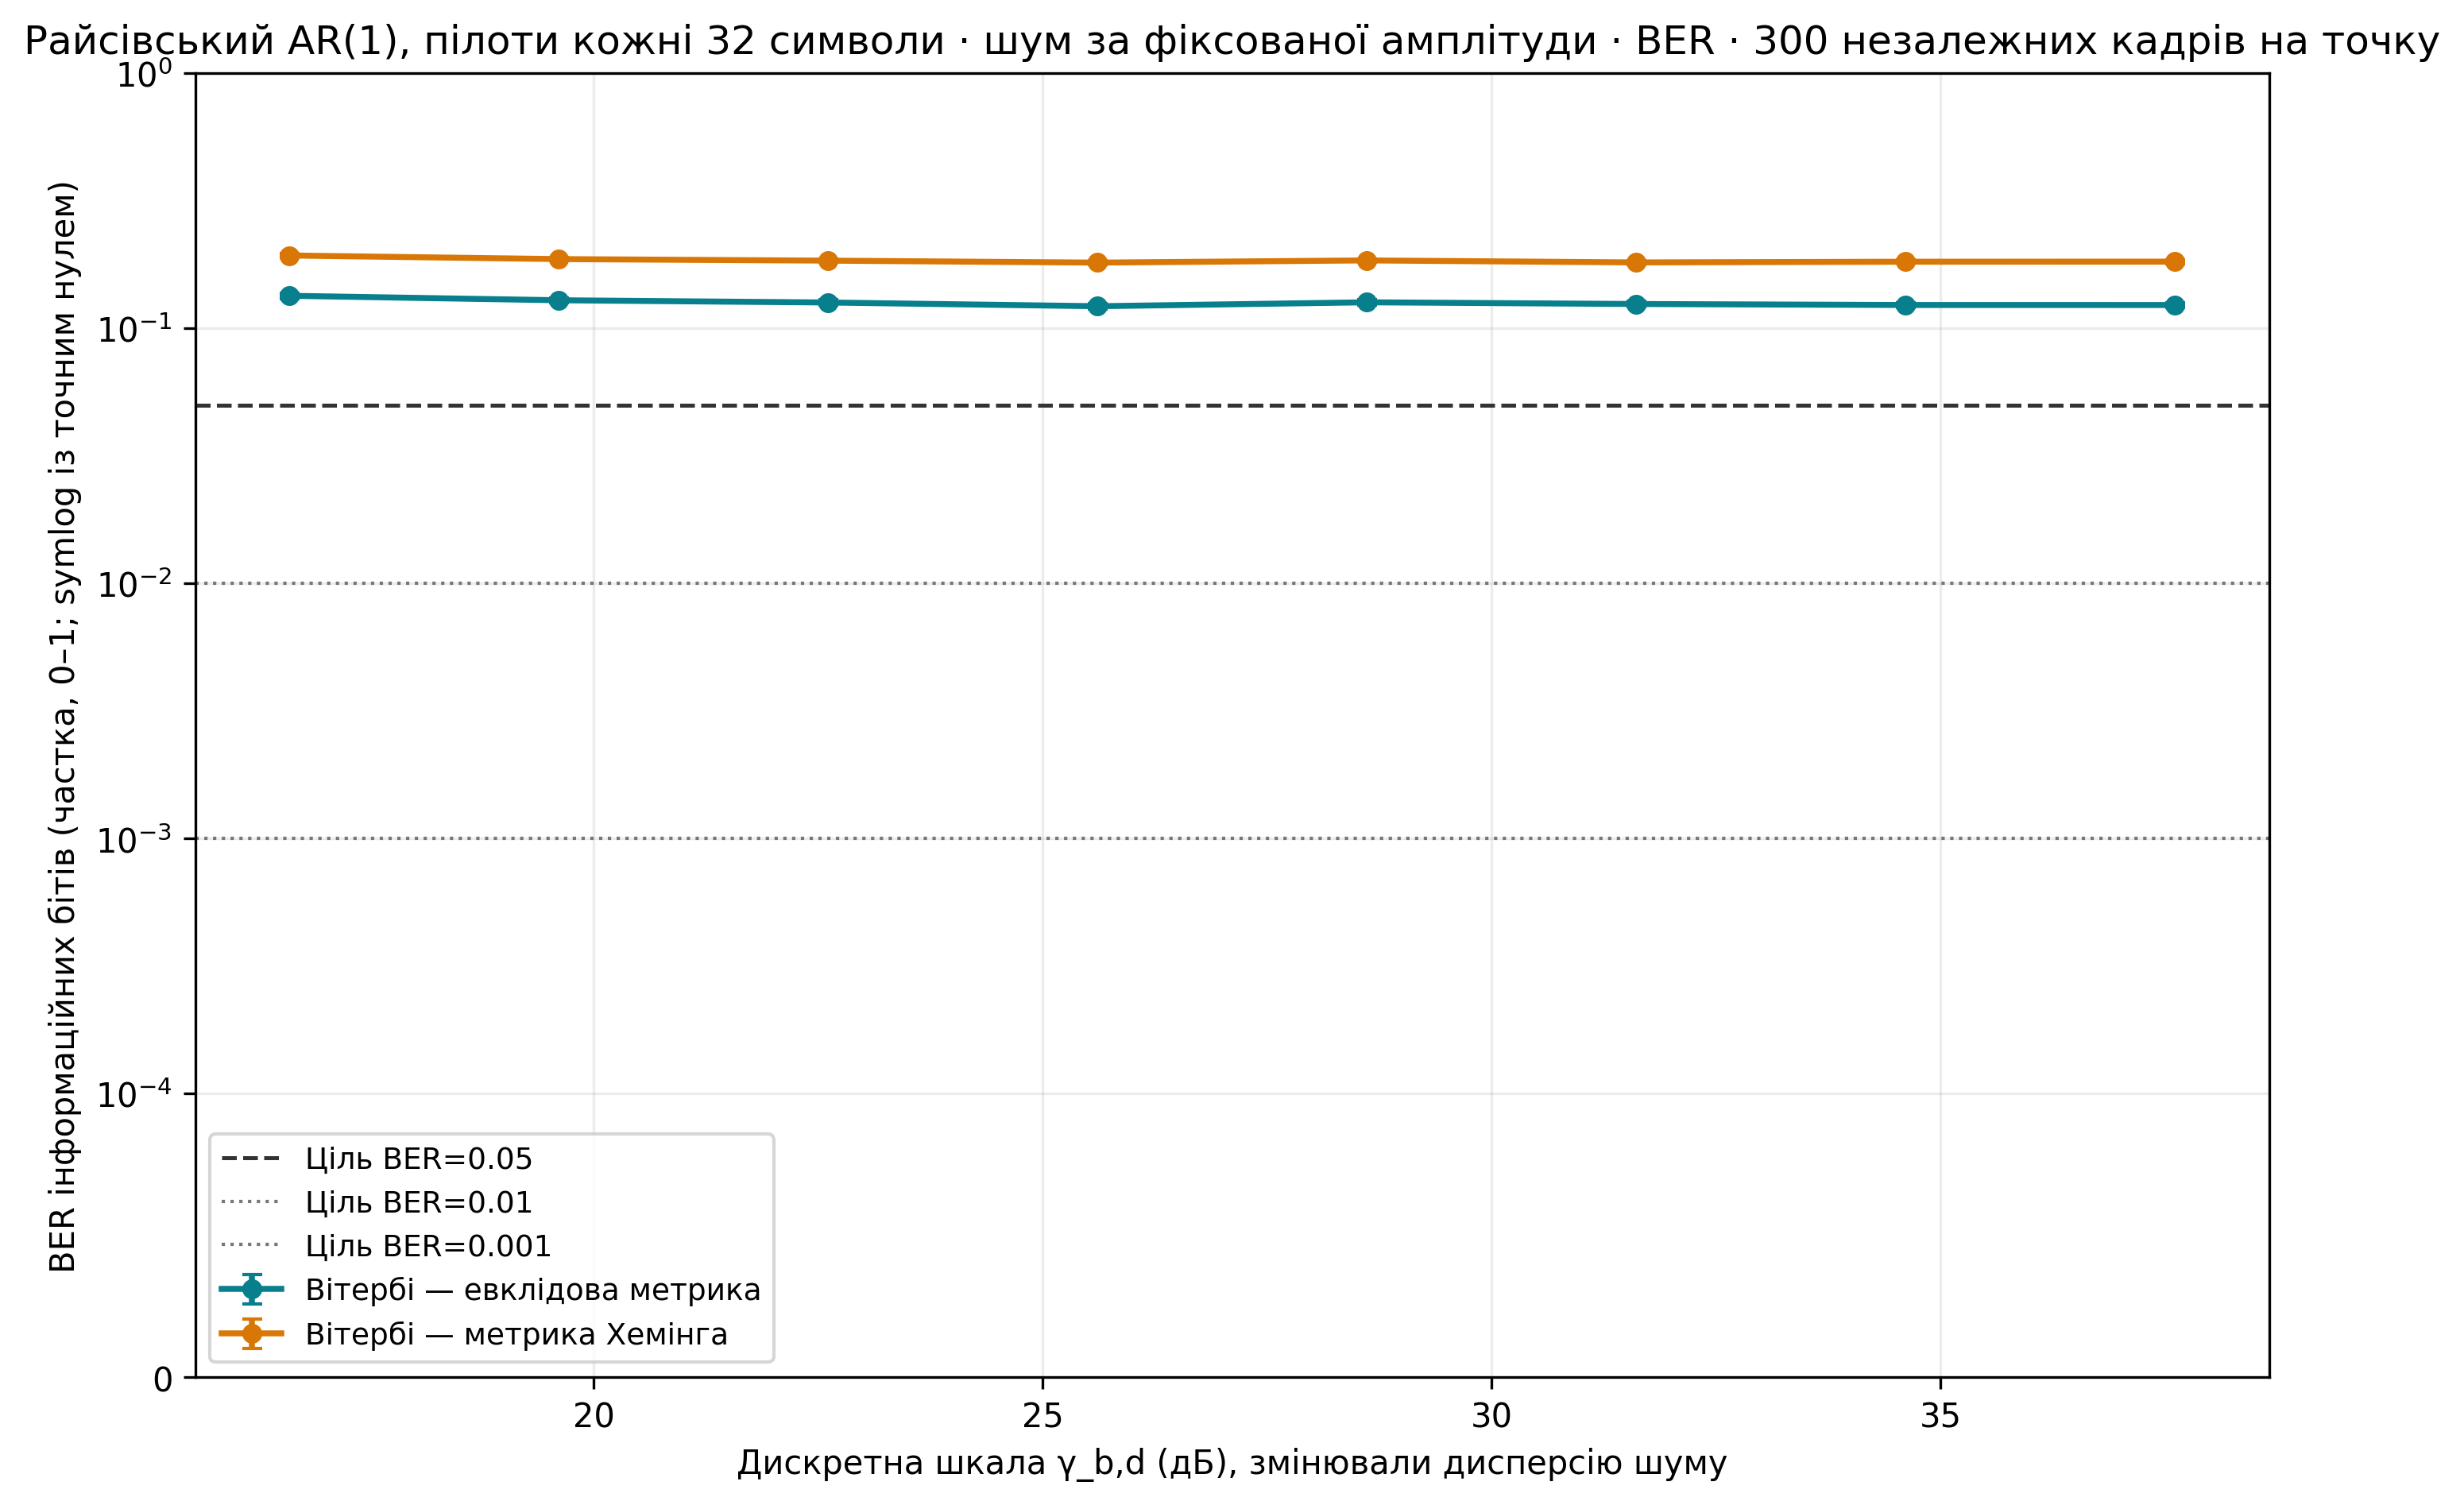 Райсівський AR(1), пілоти кожні 32 символи · шум за фіксованої амплітуди · BER · 300 незалежних кадрів на точку
BER інформаційних бітів (частка, 0–1; symlog із точним нулем)
10⁰
10⁻¹
10⁻²
10⁻³
10⁻⁴
0
Ціль BER=0.05
Ціль BER=0.01
Ціль BER=0.001
Вітербі — евклідова метрика
Вітербі — метрика Хемінга
20 25 30 35
Дискретна шкала γ_b,d (дБ), змінювали дисперсію шуму